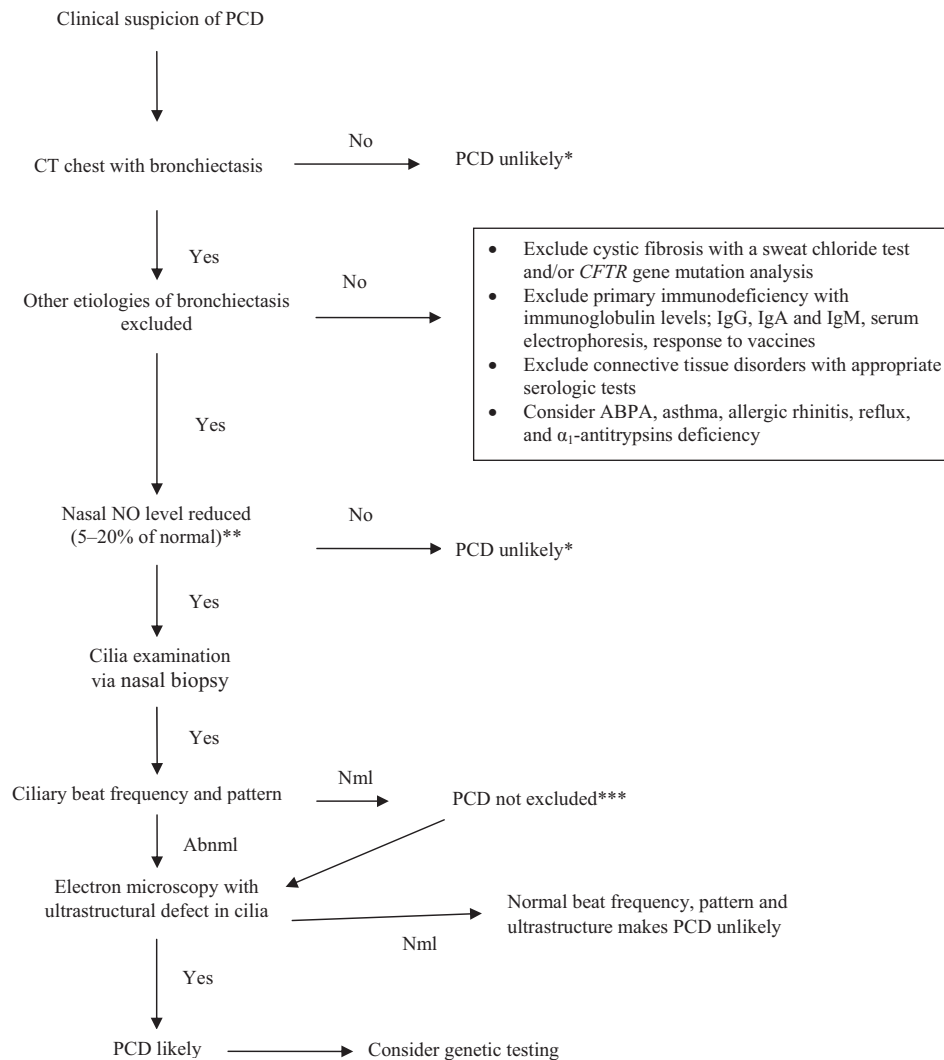 Clinical suspicion of PCD
No
CT chest with bronchiectasis
PCD unlikely*
Yes
No
Other etiologies of bronchiectasis
excluded
• Exclude cystic fibrosis with a sweat chloride test
and/or CFTR gene mutation analysis
• Exclude primary immunodeficiency with
immunoglobulin levels; IgG, IgA and IgM, serum
electrophoresis, response to vaccines
• Exclude connective tissue disorders with appropriate
serologic tests
• Consider ABPA, asthma, allergic rhinitis, reflux,
and α₁-antitrypsins deficiency
Yes
Nasal NO level reduced
(5–20% of normal)**
No
PCD unlikely*
Yes
Cilia examination
via nasal biopsy
Yes
Ciliary beat frequency and pattern
Nml
PCD not excluded***
Abnml
Electron microscopy with
ultrastructural defect in cilia
Nml
Normal beat frequency, pattern and
ultrastructure makes PCD unlikely
Yes
PCD likely
Consider genetic testing